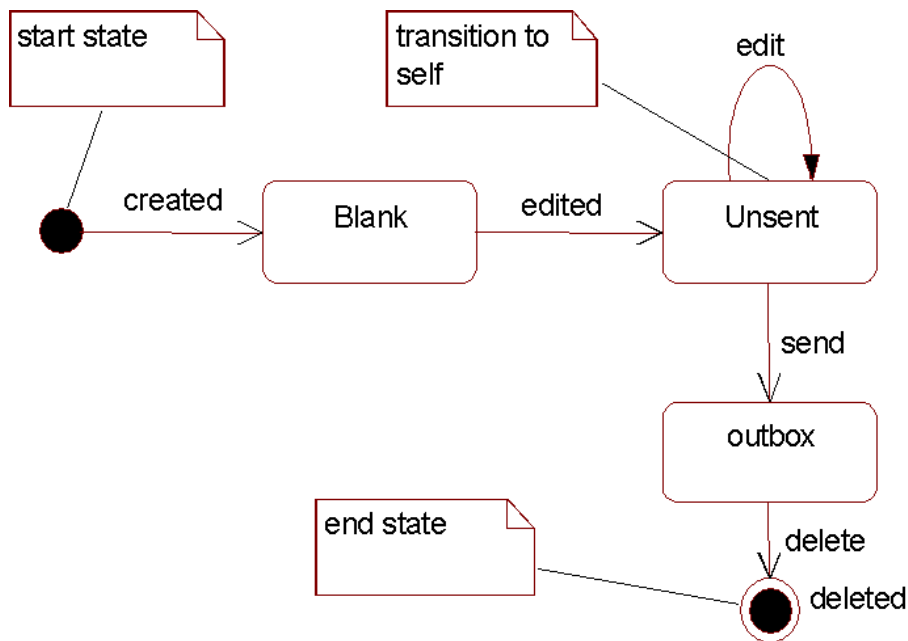 start state
transition to
self
edit
created
Blank
edited
Unsent
send
outbox
end state
delete
deleted